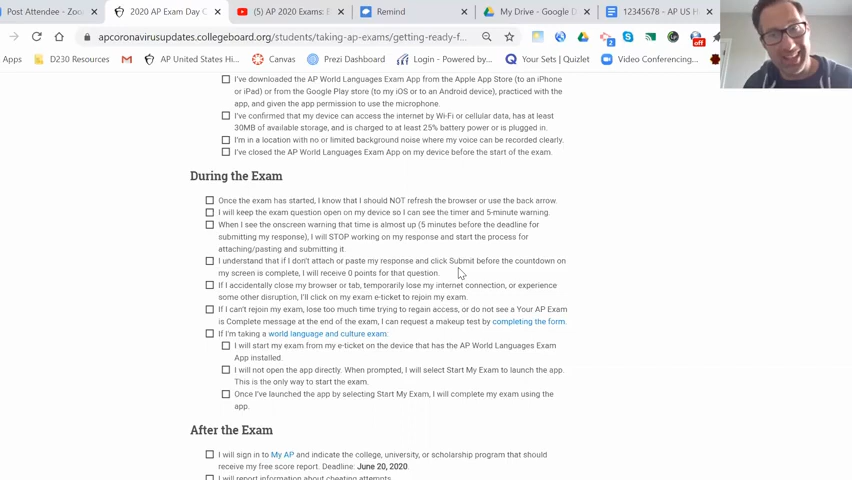 Post Attendee - Zoo
2020 AP Exam Day C
(5) AP 2020 Exams: E
Remind
My Drive - Google D
12345678 - AP US H
apcoronavirusupdates.collegeboard.org/students/taking-ap-exams/getting-ready-f...
off
Apps
D230 Resources
AP United States Hi...
Prezi Dashboard
Login - Powered by...
Your Sets | Quizlet
Video Conferencing...
I've downloaded the AP World Languages Exam App from the Apple App Store (to an iPhone
or iPad) or from the Google Play store (to my iOS or to an Android device), practiced with the
app, and given the app permission to use the microphone.
I've confirmed that my device can access the internet by Wi-Fi or cellular data, has at least
30MB of available storage, and is charged to at least 25% battery power or is plugged in.
I'm in a location with no or limited background noise where my voice can be recorded clearly.
I've closed the AP World Languages Exam App on my device before the start of the exam.
During the Exam
Once the exam has started, I know that I should NOT refresh the browser or use the back arrow.
I will keep the exam question open on my device so I can see the timer and 5-minute warning.
When I see the onscreen warning that time is almost up (5 minutes before the deadline for
submitting my response), I will STOP working on my response and start the process for
attaching/pasting and submitting it.
I understand that if I don't attach or paste my response and click Submit before the countdown on
my screen is complete, I will receive 0 points for that question.
If I accidentally close my browser or tab, temporarily lose my internet connection, or experience
some other disruption, I'll click on my exam e-ticket to rejoin my exam.
If I can't rejoin my exam, lose too much time trying to regain access, or do not see a Your AP Exam
is Complete message at the end of the exam, I can request a makeup test by completing the form.
If I'm taking a world language and culture exam:
I will start my exam from my e-ticket on the device that has the AP World Languages Exam
App installed.
I will not open the app directly. When prompted, I will select Start My Exam to launch the app.
This is the only way to start the exam.
Once I've launched the app by selecting Start My Exam, I will complete my exam using the
app.
After the Exam
I will sign in to My AP and indicate the college, university, or scholarship program that should
receive my free score report. Deadline: June 20, 2020.
I will report information about cheating attempts.